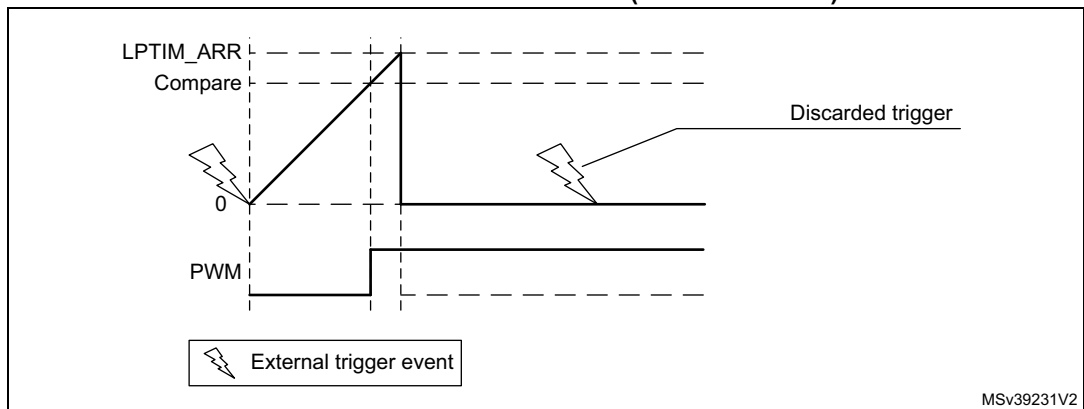 LPTIM_ARR
Compare
Discarded trigger
0
PWM
External trigger event
MSv39231V2